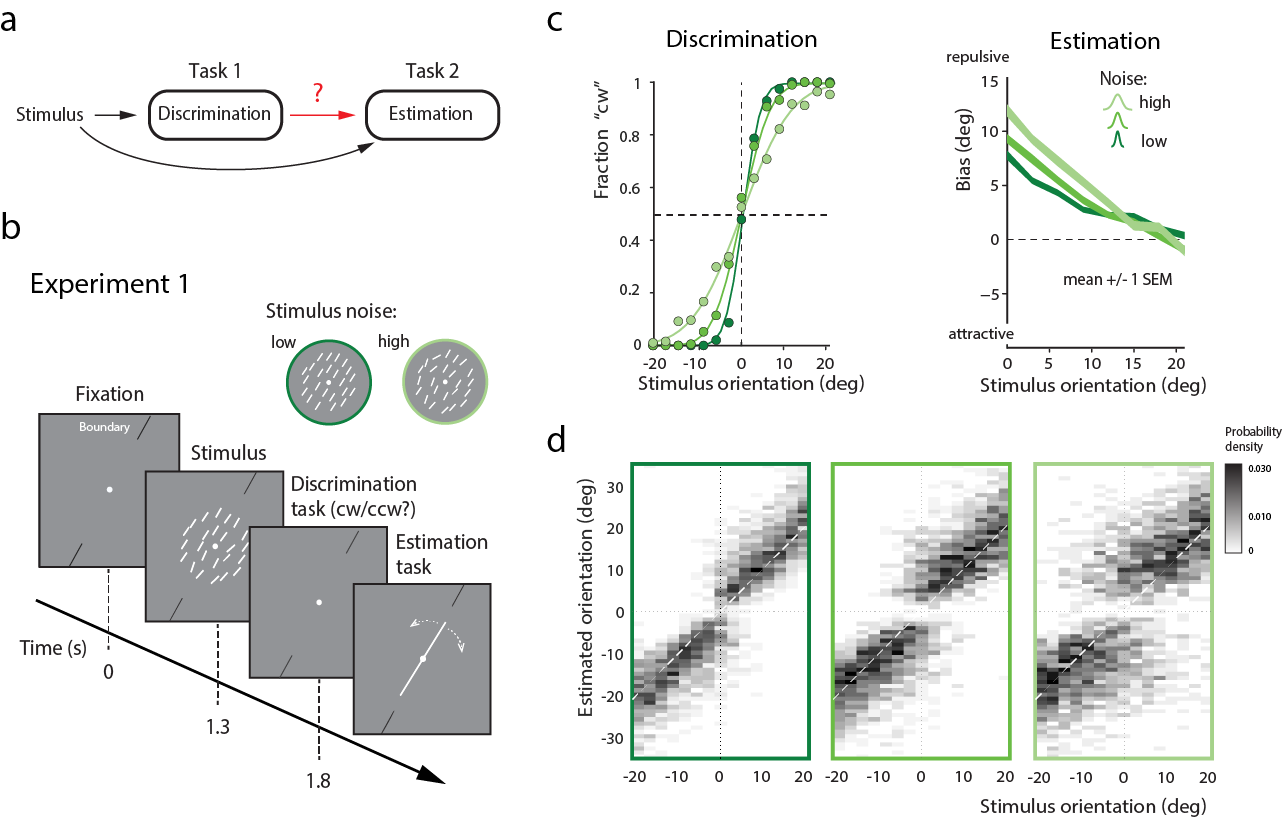 a
Task 1
Task 2
?
Stimulus
Discrimination
Estimation
b
Experiment 1
Stimulus noise:
low
high
Fixation
Boundary
Stimulus
Discrimination
task (cw/ccw?)
Estimation
task
Time (s)
0
1.3
1.8
c
Discrimination
Fraction "cw"
1
0.8
0.6
0.4
0.2
0
-20
-10
0
10
20
Stimulus orientation (deg)
Estimation
repulsive
15
10
5
0
−5
attractive
Bias (deg)
Noise:
high
low
mean +/- 1 SEM
0
5
10
15
20
Stimulus orientation (deg)
d
Probability
density
0.030
0.010
0
Estimated orientation (deg)
30
20
10
0
-10
-20
-30
-20
-10
0
10
20
-20
-10
0
10
20
-20
-10
0
10
20
Stimulus orientation (deg)